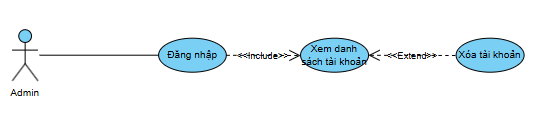 Đăng nhập
<<Include>>
Xem danh
sách tài khoản
<<Extend>>
Xóa tài khoản
Admin